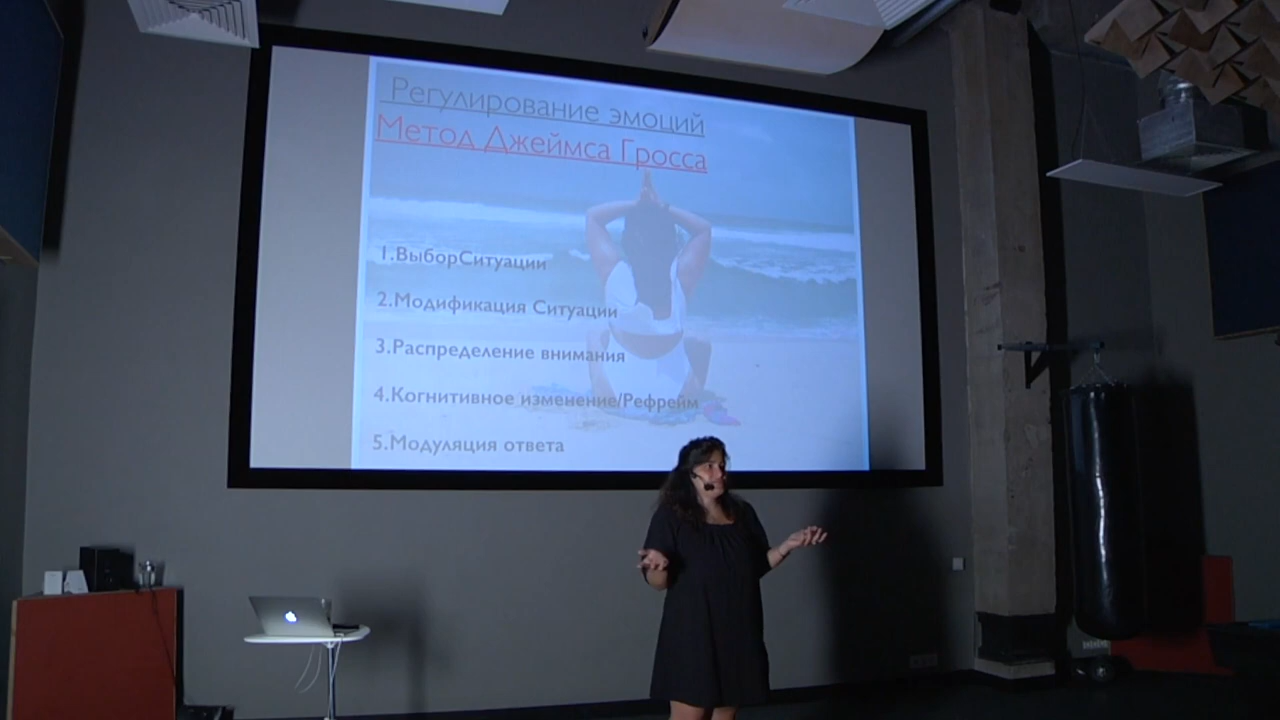 Регулирование эмоций
Метод Джеймса Гросса
1.ВыборСитуации
2.Модификация Ситуации
3.Распределение внимания
4.Когнитивное изменение/Рефрейм
5.Модуляция ответа